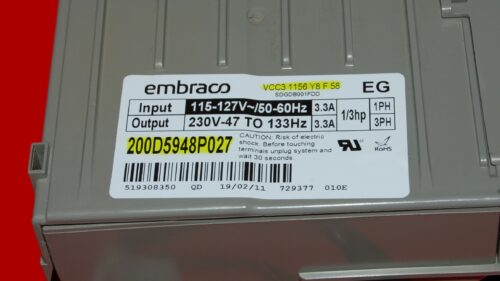 embraco
VCC3 1156 Y8 F 58
SDGDB001FDD
EG
Input 115-127V~/50-60Hz 3.3A 1/3hp 1PH
Output 230V-47 TO 133Hz 3.3A 3PH
200D5948P027
CAUTION: Risk of electric
shock. Before touching
terminals unplug system and
wait 30 seconds.
RoHS
519308350 QD 19/02/11 729377 010E